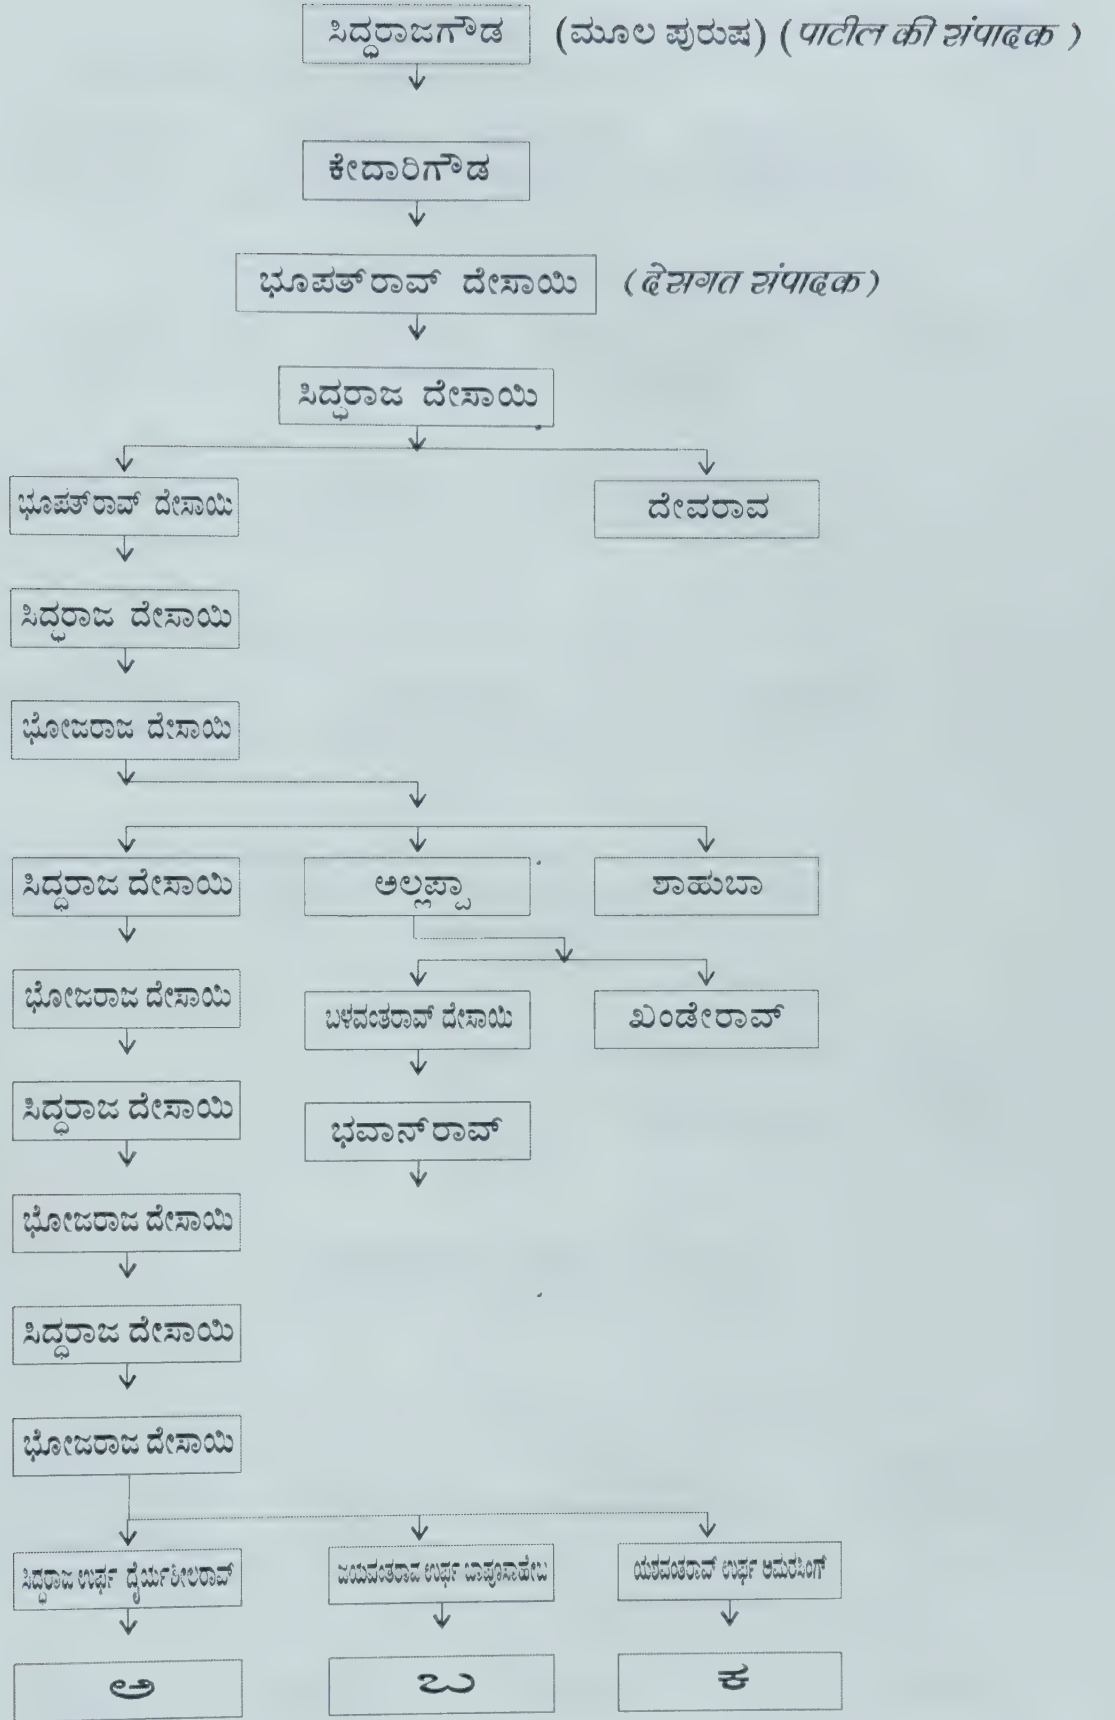 ಸಿದ್ಧರಾಜಗೌಡ (ಮೂಲ ಪುರುಷ) (पाटील की संपादक )
ಕೇದಾರಿಗೌಡ
ಭೂಪತ್‌ರಾವ್ ದೇಸಾಯಿ (देसगत संपादक)
ಸಿದ್ಧರಾಜ ದೇಸಾಯಿ
ಭೂಪತ್‌ರಾವ್ ದೇಸಾಯಿ ದೇವರಾವ
ಸಿದ್ಧರಾಜ ದೇಸಾಯಿ
ಭೋಜರಾಜ ದೇಸಾಯಿ
ಸಿದ್ಧರಾಜ ದೇಸಾಯಿ ಅಲ್ಲಪ್ಪಾ ಶಾಹುಬಾ
ಭೋಜರಾಜ ದೇಸಾಯಿ ಬಳವಂತರಾವ್ ದೇಸಾಯಿ ಖಂಡೇರಾವ್
ಸಿದ್ಧರಾಜ ದೇಸಾಯಿ ಭವಾನ್‌ರಾವ್
ಭೋಜರಾಜ ದೇಸಾಯಿ
ಸಿದ್ಧರಾಜ ದೇಸಾಯಿ
ಭೋಜರಾಜ ದೇಸಾಯಿ
ಸಿದ್ಧರಾಜ ಉರ್ಫ ಧೈರ್ಯಶೀಲರಾವ್ ಜಯವಂತರಾವ ಉರ್ಫ ಬಾಪೂಸಾಹೇಬ ಯಶವಂತರಾವ್ ಉರ್ಫ ಅಮರಸಿಂಗ್
ಅ ಬ ಕ